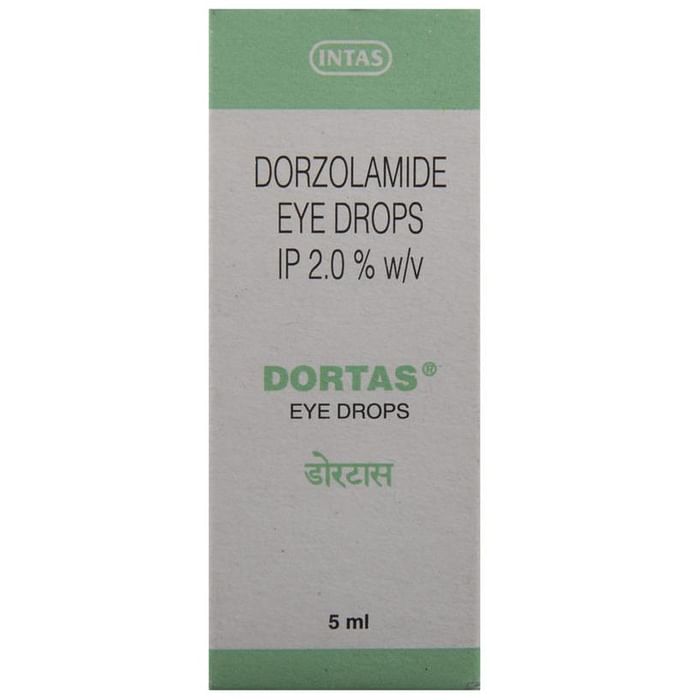 INTAS
DORZOLAMIDE
EYE DROPS
IP 2.0 % w/v
DORTAS®
EYE DROPS
डोरटास
5 ml